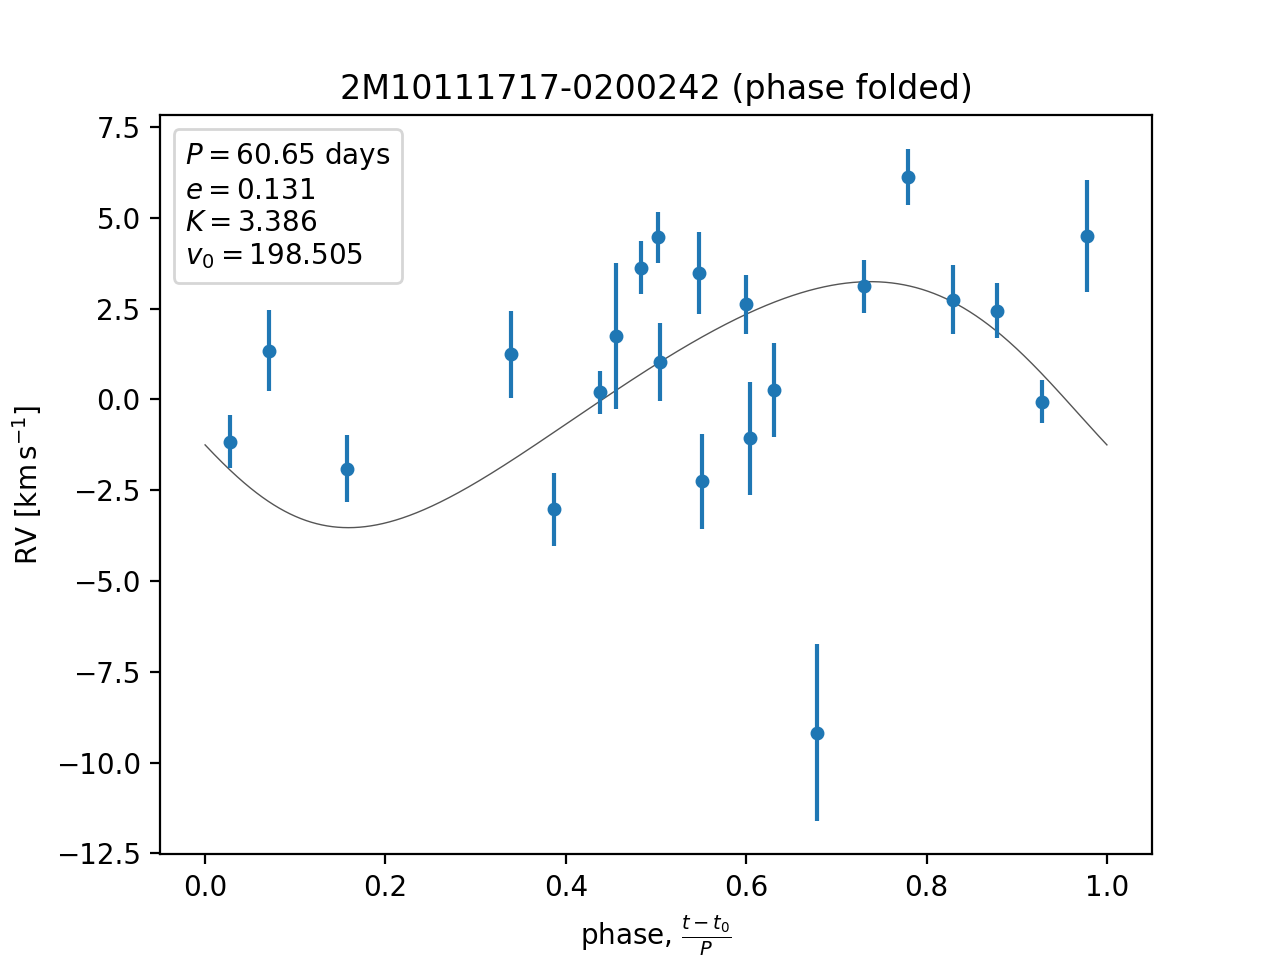 2M10111717-0200242 (phase folded)
P = 60.65 days
e = 0.131
K = 3.386
v₀ = 198.505
7.5
5.0
2.5
0.0
−2.5
−5.0
−7.5
−10.0
−12.5
RV [km s⁻¹]
0.0 0.2 0.4 0.6 0.8 1.0
phase, (t − t₀)/P